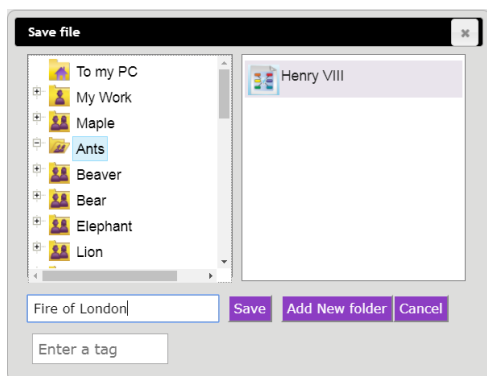 Save file
To my PC
My Work
Maple
Ants
Beaver
Bear
Elephant
Lion
Henry VIII
Fire of London
Save
Add New folder
Cancel
Enter a tag